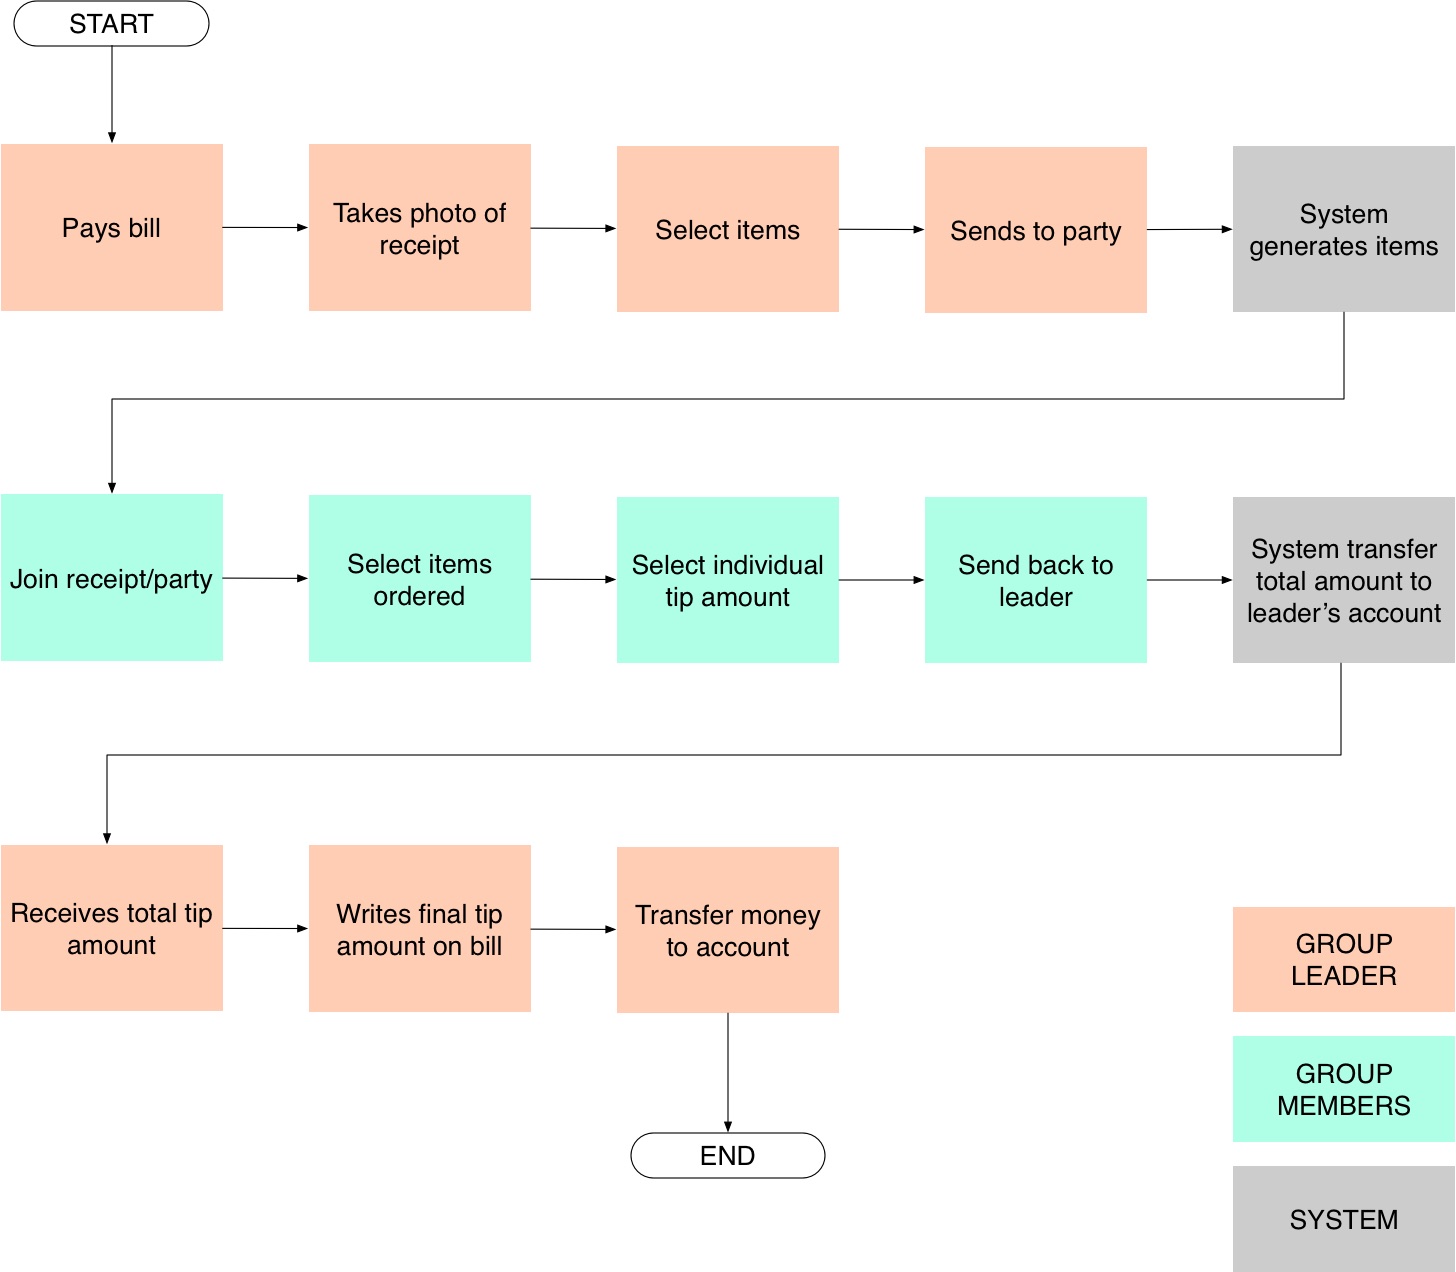 START
Pays bill
Takes photo of
receipt
Select items
Sends to party
System
generates items
Join receipt/party
Select items
ordered
Select individual
tip amount
Send back to
leader
System transfer
total amount to
leader’s account
Receives total tip
amount
Writes final tip
amount on bill
Transfer money
to account
END
GROUP
LEADER
GROUP
MEMBERS
SYSTEM